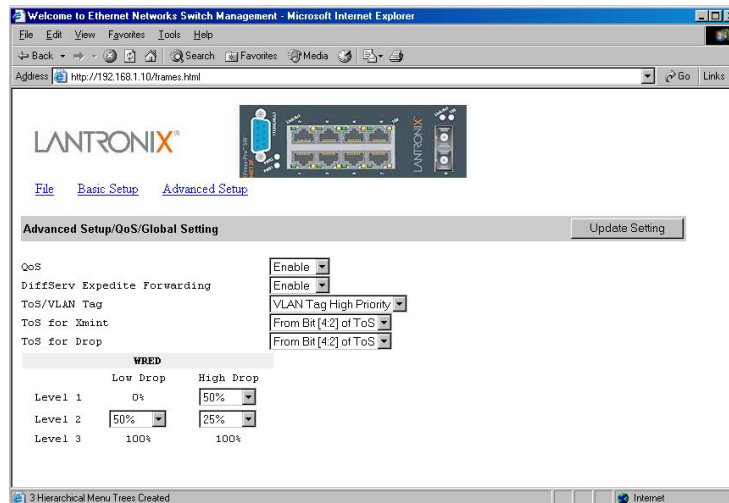 Welcome to Ethernet Networks Switch Management - Microsoft Internet Explorer
File Edit View Favorites Tools Help
Back Search Favorites Media
Address http://192.168.1.10/frames.html Go Links
LANTRONIX®
LANTRONIX
File Basic Setup Advanced Setup
Advanced Setup/QoS/Global Setting Update Setting
QoS Enable
DiffServ Expedite Forwarding Enable
ToS/VLAN Tag VLAN Tag High Priority
ToS for Xmint From Bit [4:2] of ToS
ToS for Drop From Bit [4:2] of ToS
WRED
Low Drop High Drop
Level 1 0% 50%
Level 2 50% 25%
Level 3 100% 100%
3 Hierarchical Menu Trees Created Internet